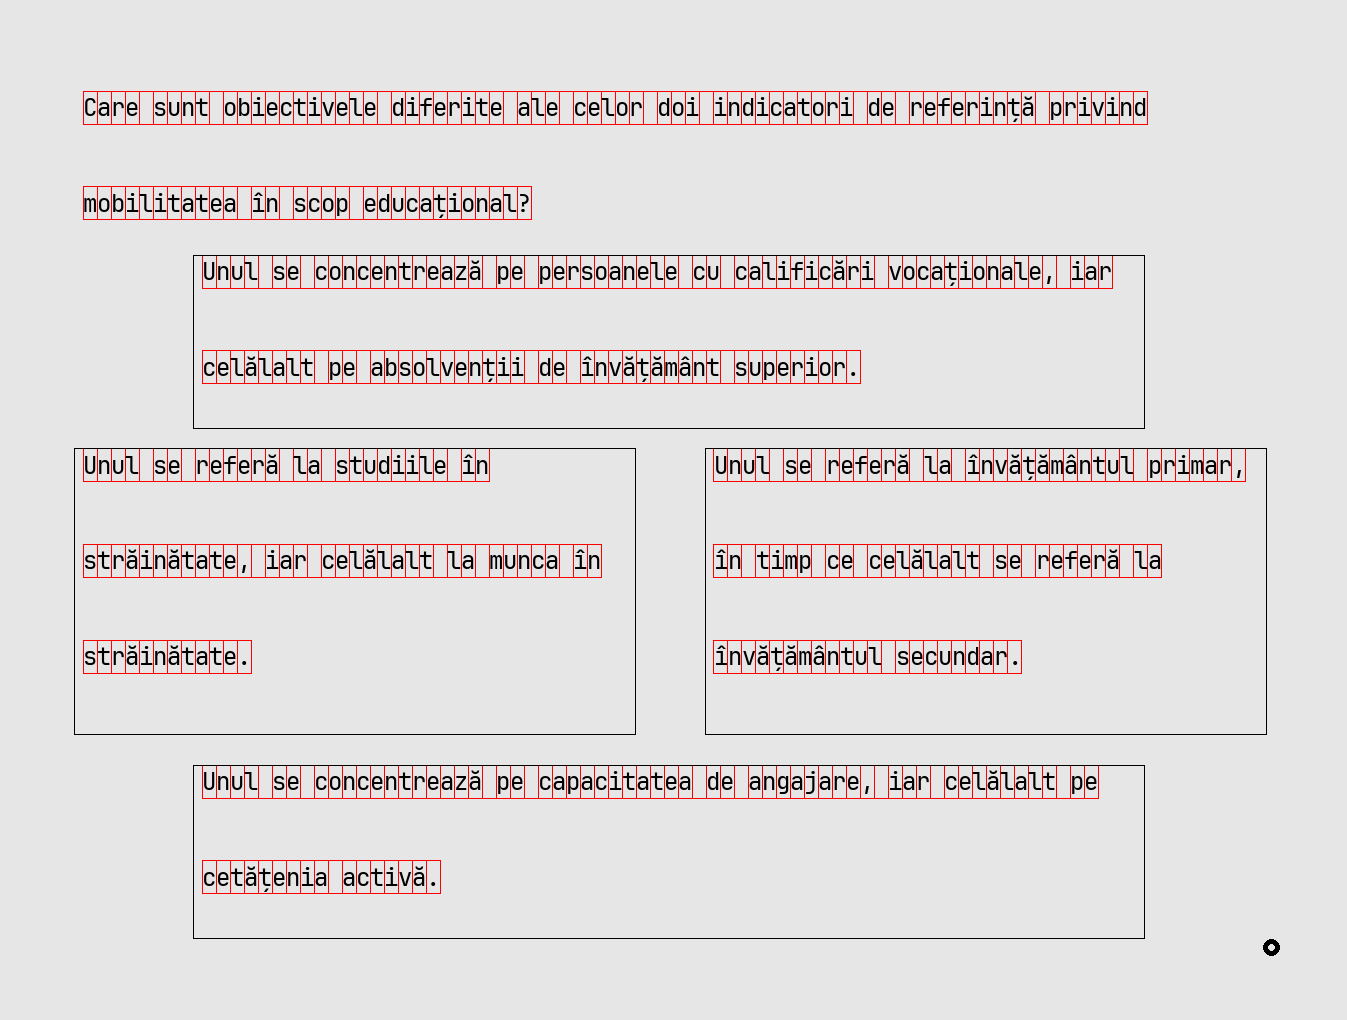 Care sunt obiectivele diferite ale celor doi indicatori de referință privind
mobilitatea în scop educațional?
Unul se concentrează pe persoanele cu calificări vocaționale, iar
celălalt pe absolvenții de învățământ superior.
Unul se referă la studiile în
străinătate, iar celălalt la munca în
străinătate.
Unul se referă la învățământul primar,
în timp ce celălalt se referă la
învățământul secundar.
Unul se concentrează pe capacitatea de angajare, iar celălalt pe
cetățenia activă.